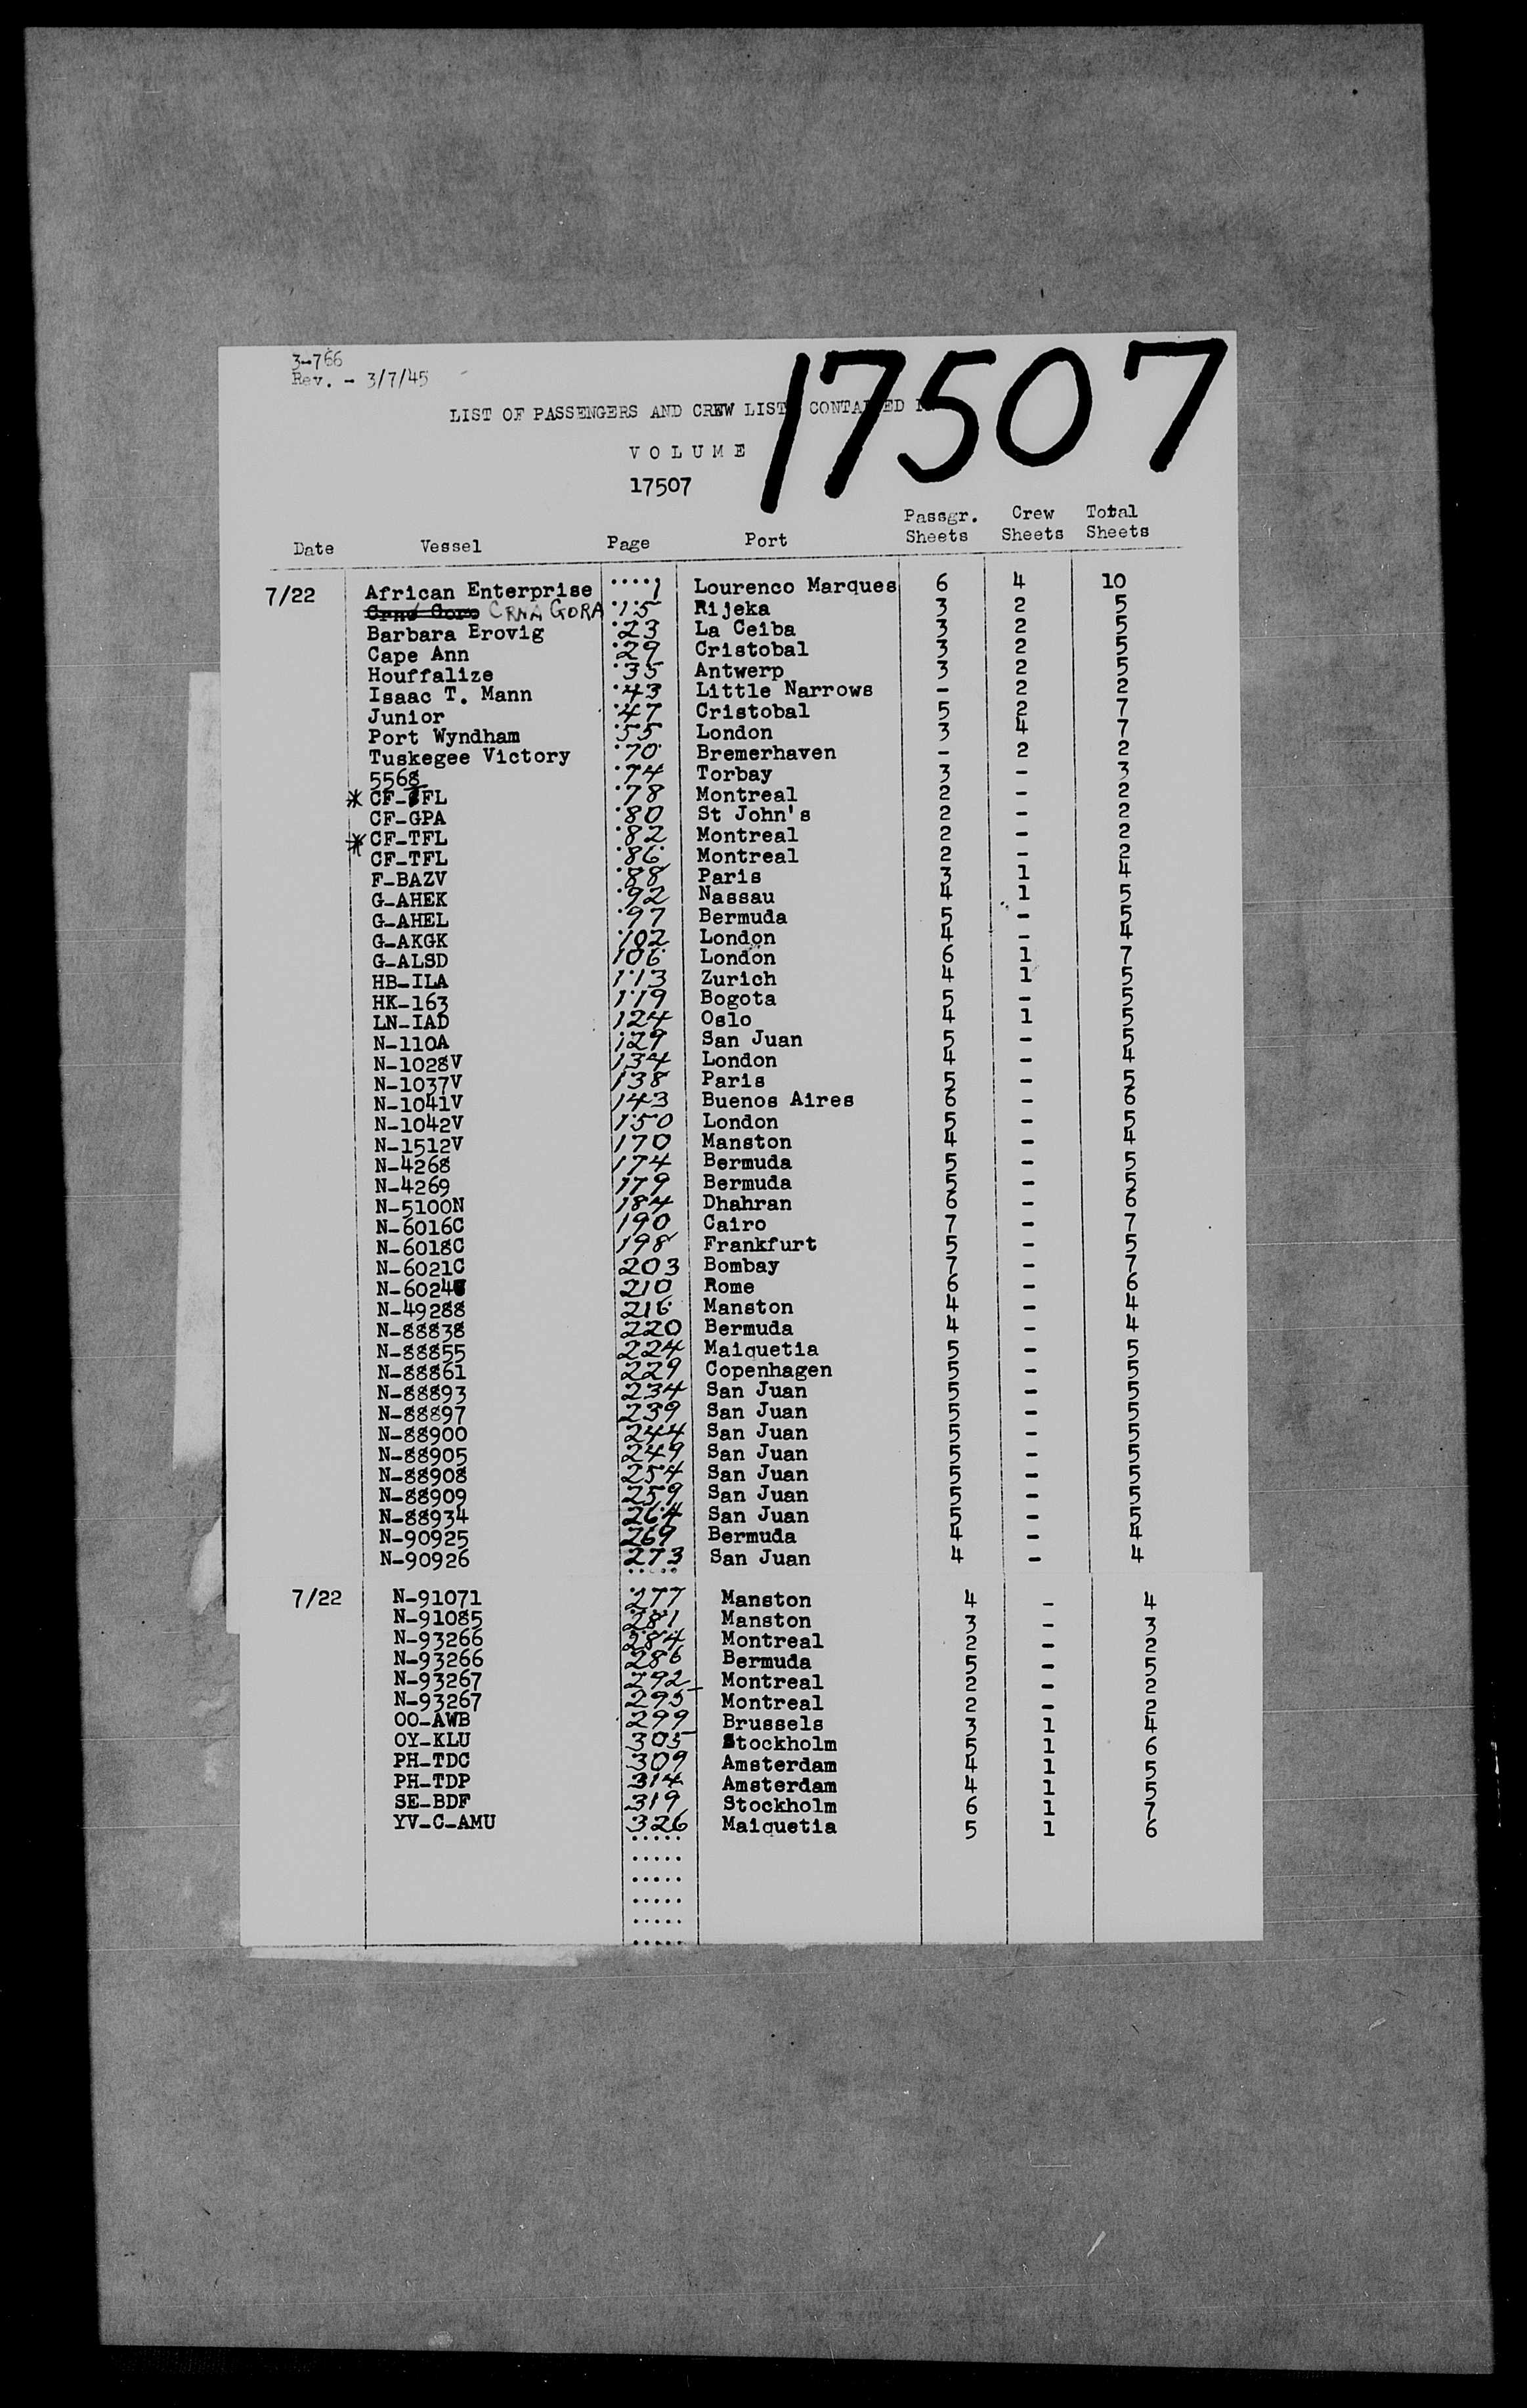 3-766
Rev. - 3/7/45
17507
LIST OF PASSENGERS AND CREW LISTS CONTAINED
VOLUME
17507
Date Vessel Page Port Passgr. Sheets Crew Sheets Total Sheets
7/22 African Enterprise 1 Lourenco Marques 6 4 10
CRNA GORA 15 Rijeka 3 2 5
Barbara Erovig 23 La Ceiba 3 2 5
Cape Ann 29 Cristobal 3 2 5
Houffalize 35 Antwerp 3 2 5
Isaac T. Mann 43 Little Narrows - 2 2
Junior 47 Cristobal 5 2 7
Port Wyndham 55 London 3 4 7
Tuskegee Victory 70 Bremerhaven - 2 2
5568 74 Torbay 3 - 3
* CF-TFL 78 Montreal 2 - 2
CF-GPA 80 St John's 2 - 2
* CF-TFL 82 Montreal 2 - 2
CF-TFL 86 Montreal 2 - 2
F-BAZV 88 Paris 3 1 4
G-AHEK 92 Nassau 4 1 5
G-AHEL 97 Bermuda 5 - 5
G-AKGK 102 London 4 - 4
G-ALSD 106 London 6 1 7
HB-ILA 113 Zurich 4 1 5
HK-163 119 Bogota 5 - 5
LN-IAD 124 Oslo 4 1 5
N-110A 129 San Juan 5 - 5
N-1028V 134 London 4 - 4
N-1037V 138 Paris 5 - 5
N-1041V 143 Buenos Aires 6 - 6
N-1042V 150 London 5 - 5
N-1512V 170 Manston 4 - 4
N-4268 174 Bermuda 5 - 5
N-4269 179 Bermuda 5 - 5
N-5100N 184 Dhahran 6 - 6
N-6016C 190 Cairo 7 - 7
N-6018C 198 Frankfurt 5 - 5
N-6021C 203 Bombay 7 - 7
N-6024 210 Rome 6 - 6
N-49288 216 Manston 4 - 4
N-88838 220 Bermuda 4 - 4
N-88855 224 Maiquetia 5 - 5
N-88861 229 Copenhagen 5 - 5
N-88893 234 San Juan 5 - 5
N-88897 239 San Juan 5 - 5
N-88900 244 San Juan 5 - 5
N-88905 249 San Juan 5 - 5
N-88908 254 San Juan 5 - 5
N-88909 259 San Juan 5 - 5
N-88934 264 San Juan 5 - 5
N-90925 269 Bermuda 4 - 4
N-90926 273 San Juan 4 - 4
7/22 N-91071 277 Manston 4 - 4
N-91085 281 Manston 3 - 3
N-93266 284 Montreal 2 - 2
N-93266 286 Bermuda 5 - 5
N-93267 292 Montreal 2 - 2
N-93267 295 Montreal 2 - 2
OO-AWB 299 Brussels 3 1 4
OY-KLU 305 Stockholm 5 1 6
PH-TDC 309 Amsterdam 4 1 5
PH-TDP 314 Amsterdam 4 1 5
SE-BDF 319 Stockholm 6 1 7
YV-C-AMU 326 Maiquetia 5 1 6